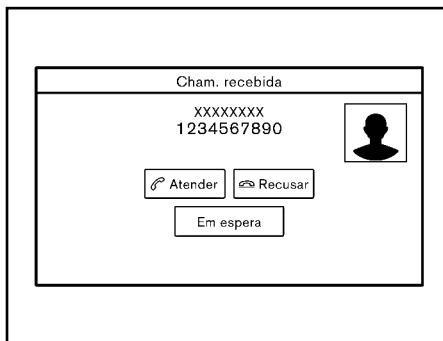 Cham. recebida
XXXXXXXX
1234567890
Atender Recusar
Em espera